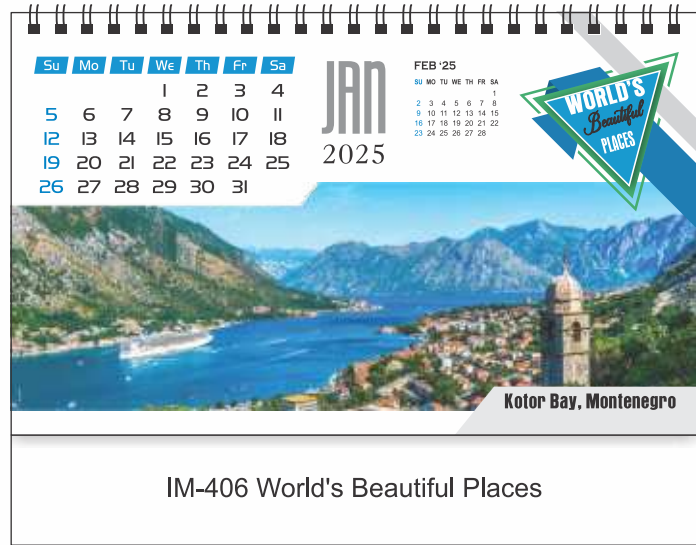 Su Mo Tu We Th Fr Sa
1 2 3 4
5 6 7 8 9 10 11
12 13 14 15 16 17 18
19 20 21 22 23 24 25
26 27 28 29 30 31
JAN
2025
FEB ‘25
SU MO TU WE TH FR SA
1
2 3 4 5 6 7 8
9 10 11 12 13 14 15
16 17 18 19 20 21 22
23 24 25 26 27 28
WORLD'S
Beautiful
PLACES
Kotor Bay, Montenegro
IM-406 World's Beautiful Places